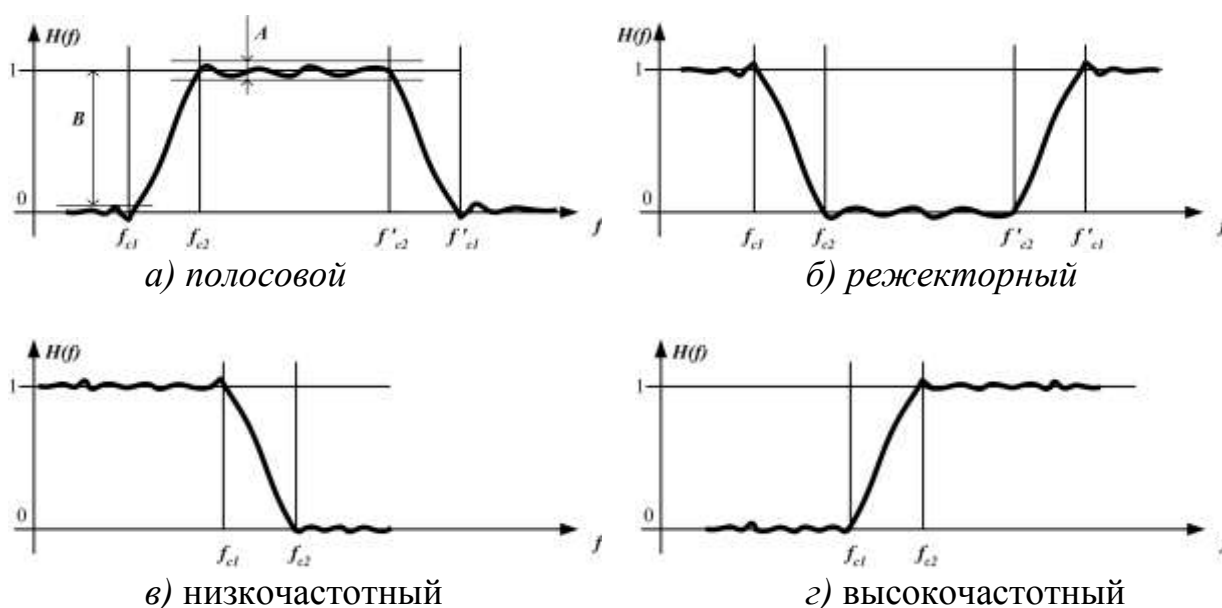 H(f) A
1
B
0
f_c1 f_c2 f'_c2 f'_c1 f
а) полосовой
H(f)
1
0
f_c1 f_c2 f'_c2 f'_c1 f
б) режекторный
H(f)
1
0
f_c1 f_c2 f
в) низкочастотный
H(f)
1
0
f_c1 f_c2
г) высокочастотный